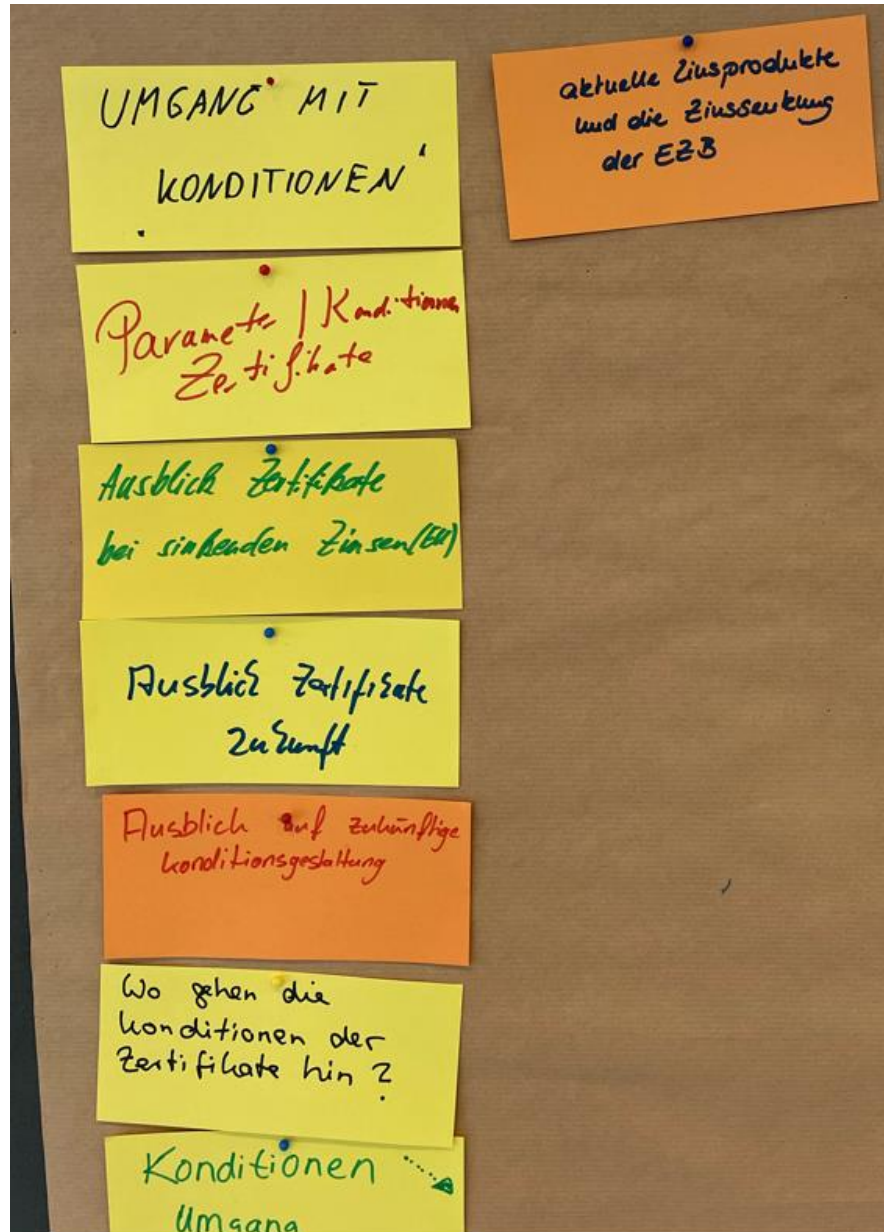 UMGANG MIT
KONDITIONEN
Parameter / Konditionen
Zertifikate
Ausblick Zertifikate
bei sinkenden Zinsen (EU)
Ausblick Zertifikate
Zukunft
Ausblick auf zukünftige
Konditionsgestaltung
Wo gehen die
Konditionen der
Zertifikate hin?
Konditionen
Umgang
aktuelle Zinsprodukte
und die Zinssenkung
der EZB